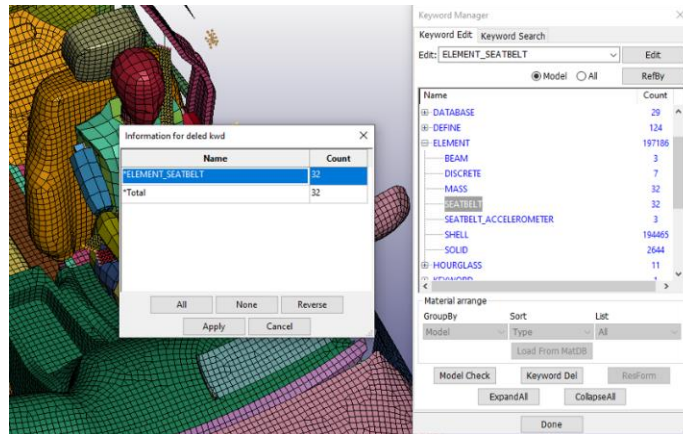 Keyword Manager
Keyword Edit Keyword Search
Edit: ELEMENT_SEATBELT Edit
Model All RefBy
Name Count
DATABASE 29
DEFINE 124
ELEMENT 197186
BEAM 3
DISCRETE 7
MASS 32
SEATBELT 32
SEATBELT_ACCELEROMETER 3
SHELL 194465
SOLID 2644
HOURGLASS 11
KEYWORD 1
Material arrange
GroupBy Sort List
Model Type All
Load From MatDB
Model Check Keyword Del ResForm
ExpandAll CollapseAll
Done
Information for deled kwd
Name Count
*ELEMENT_SEATBELT 32
*Total 32
All None Reverse
Apply Cancel